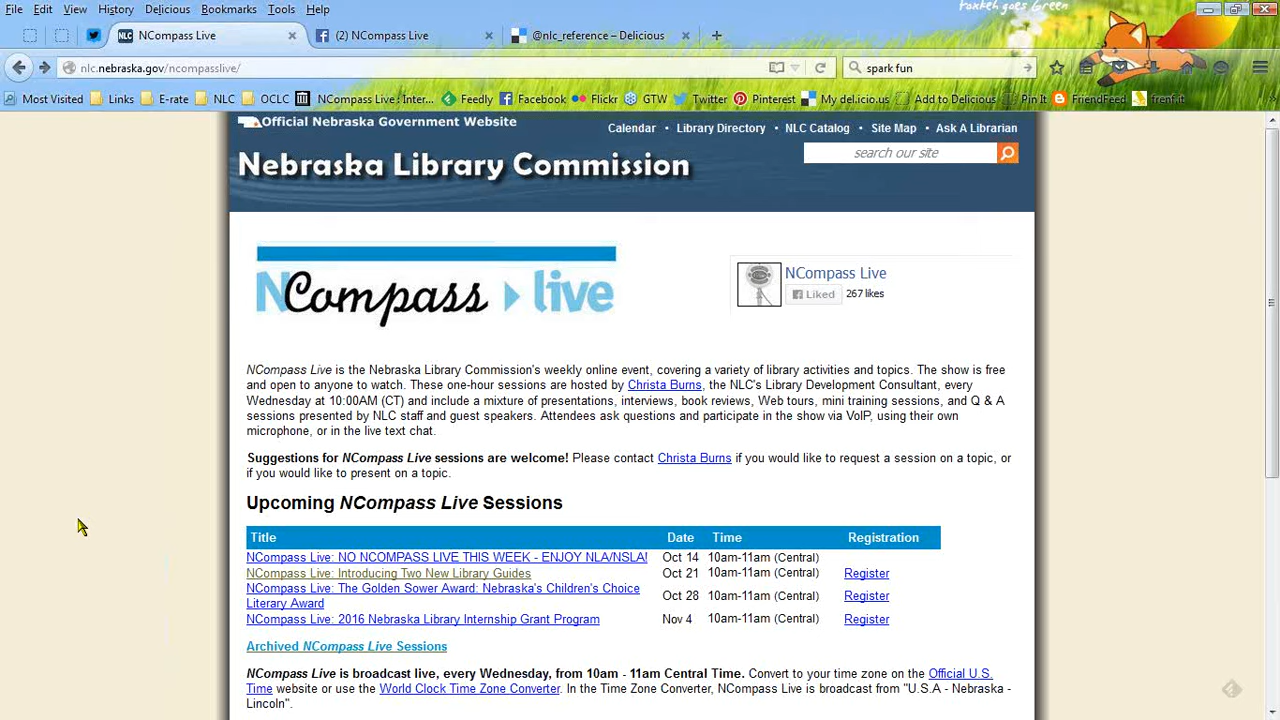 File Edit View History Delicious Bookmarks Tools Help
foxkeh goes Green
NLC NCompass Live × (2) NCompass Live × @nlc_reference – Delicious × +
nlc.nebraska.gov/ncompasslive/ spark fun
Most Visited Links E-rate NLC OCLC NCompass Live : Inter... Feedly Facebook Flickr GTW Twitter Pinterest My del.icio.us Add to Delicious Pin It FriendFeed frenf.it
Official Nebraska Government Website
Calendar • Library Directory • NLC Catalog • Site Map • Ask A Librarian
Nebraska Library Commission
search our site
NCompass live
NCompass Live
Liked 267 likes
NCompass Live is the Nebraska Library Commission's weekly online event, covering a variety of library activities and topics. The show is free
and open to anyone to watch. These one-hour sessions are hosted by Christa Burns, the NLC's Library Development Consultant, every
Wednesday at 10:00AM (CT) and include a mixture of presentations, interviews, book reviews, Web tours, mini training sessions, and Q & A
sessions presented by NLC staff and guest speakers. Attendees ask questions and participate in the show via VoIP, using their own
microphone, or in the live text chat.
Suggestions for NCompass Live sessions are welcome! Please contact Christa Burns if you would like to request a session on a topic, or
if you would like to present on a topic.
Upcoming NCompass Live Sessions
Title Date Time Registration
NCompass Live: NO NCOMPASS LIVE THIS WEEK - ENJOY NLA/NSLA! Oct 14 10am-11am (Central)
NCompass Live: Introducing Two New Library Guides Oct 21 10am-11am (Central) Register
NCompass Live: The Golden Sower Award: Nebraska's Children's Choice
Literary Award Oct 28 10am-11am (Central) Register
NCompass Live: 2016 Nebraska Library Internship Grant Program Nov 4 10am-11am (Central) Register
Archived NCompass Live Sessions
NCompass Live is broadcast live, every Wednesday, from 10am - 11am Central Time. Convert to your time zone on the Official U.S.
Time website or use the World Clock Time Zone Converter. In the Time Zone Converter, NCompass Live is broadcast from "U.S.A - Nebraska -
Lincoln".